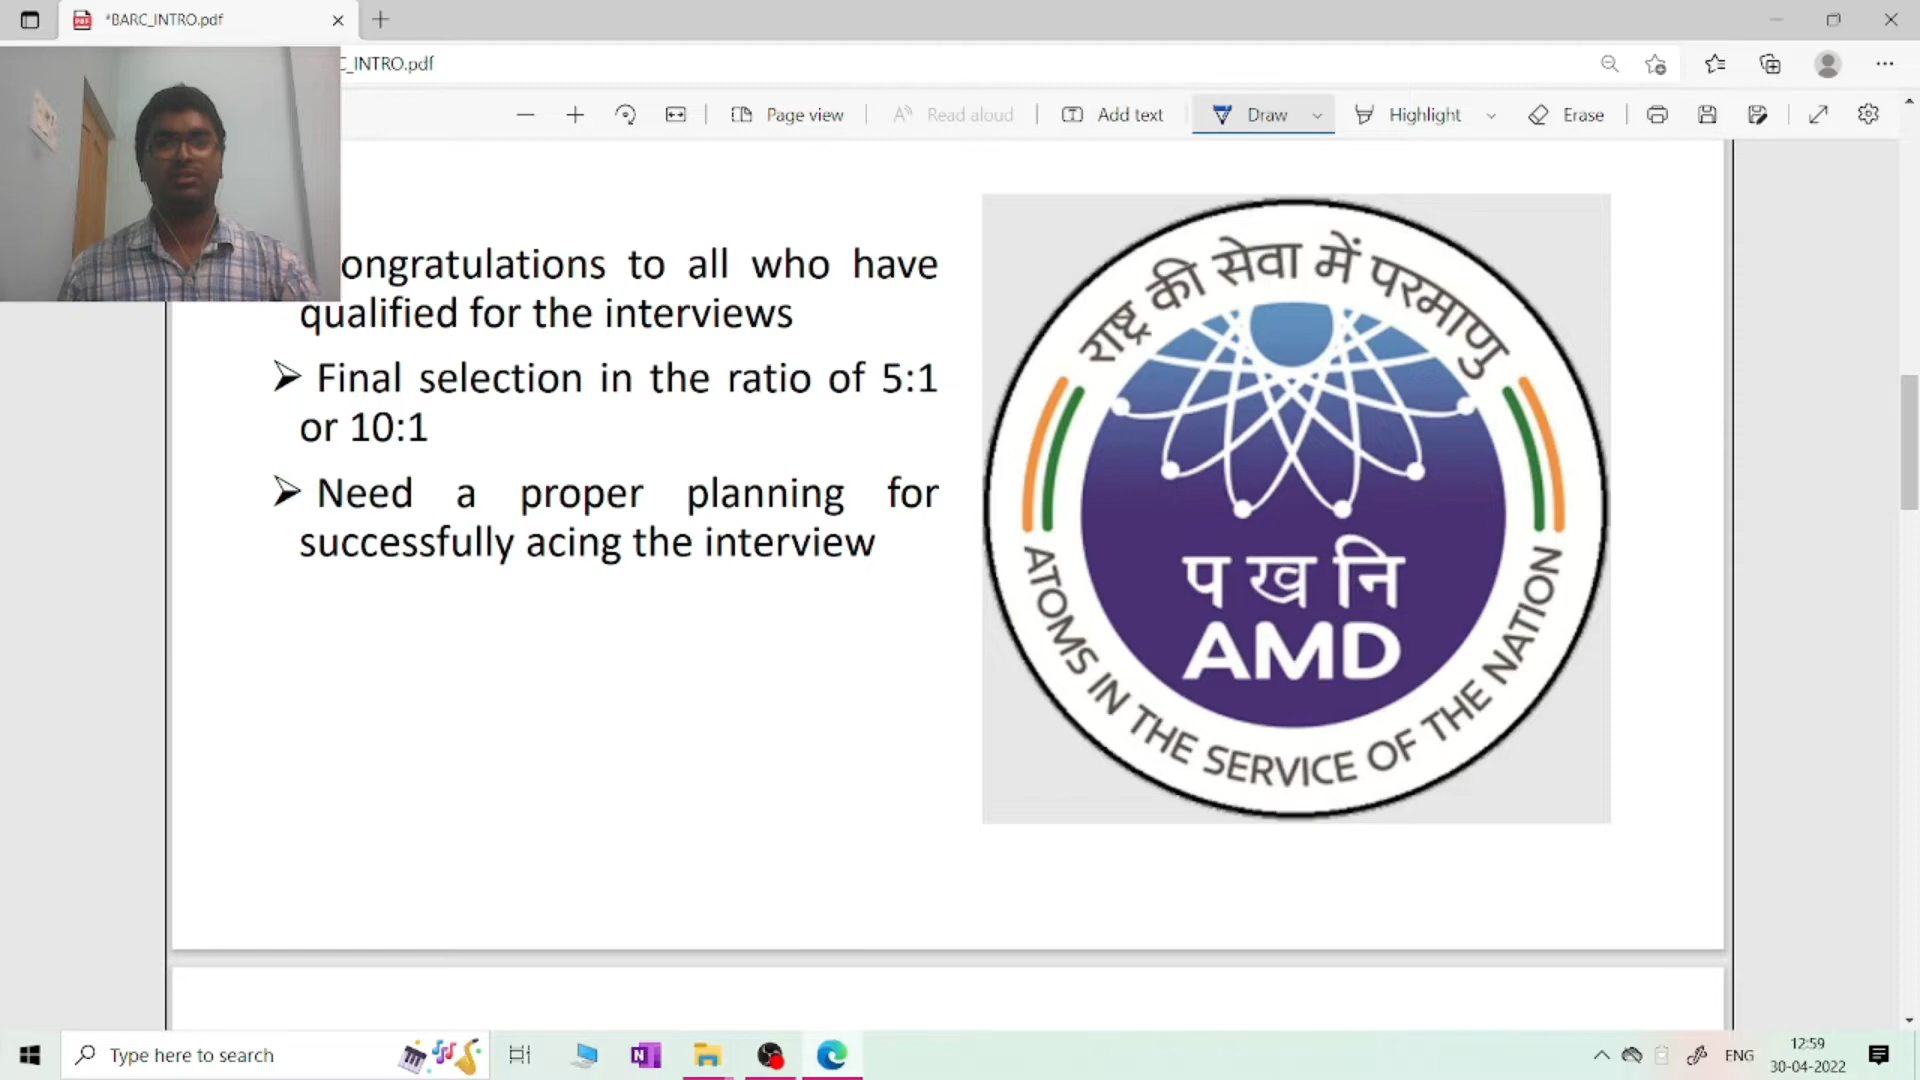 *BARC_INTRO.pdf
C_INTRO.pdf
Page view
Read aloud
Add text
Draw
Highlight
Erase
ongratulations to all who have
qualified for the interviews
Final selection in the ratio of 5:1
or 10:1
Need a proper planning for
successfully acing the interview
राष्ट्र की सेवा में परमाणु
प ख नि
AMD
ATOMS IN THE SERVICE OF THE NATION
Type here to search
ENG
12:59
30-04-2022